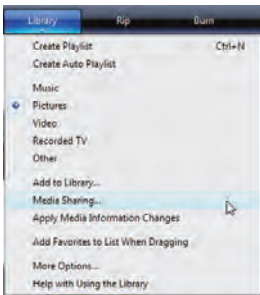 Library Rip Burn
Create Playlist Ctrl+N
Create Auto Playlist
Music
Pictures
Video
Recorded TV
Other
Add to Library...
Media Sharing...
Apply Media Information Changes
Add Favorites to List When Dragging
More Options...
Help with Using the Library